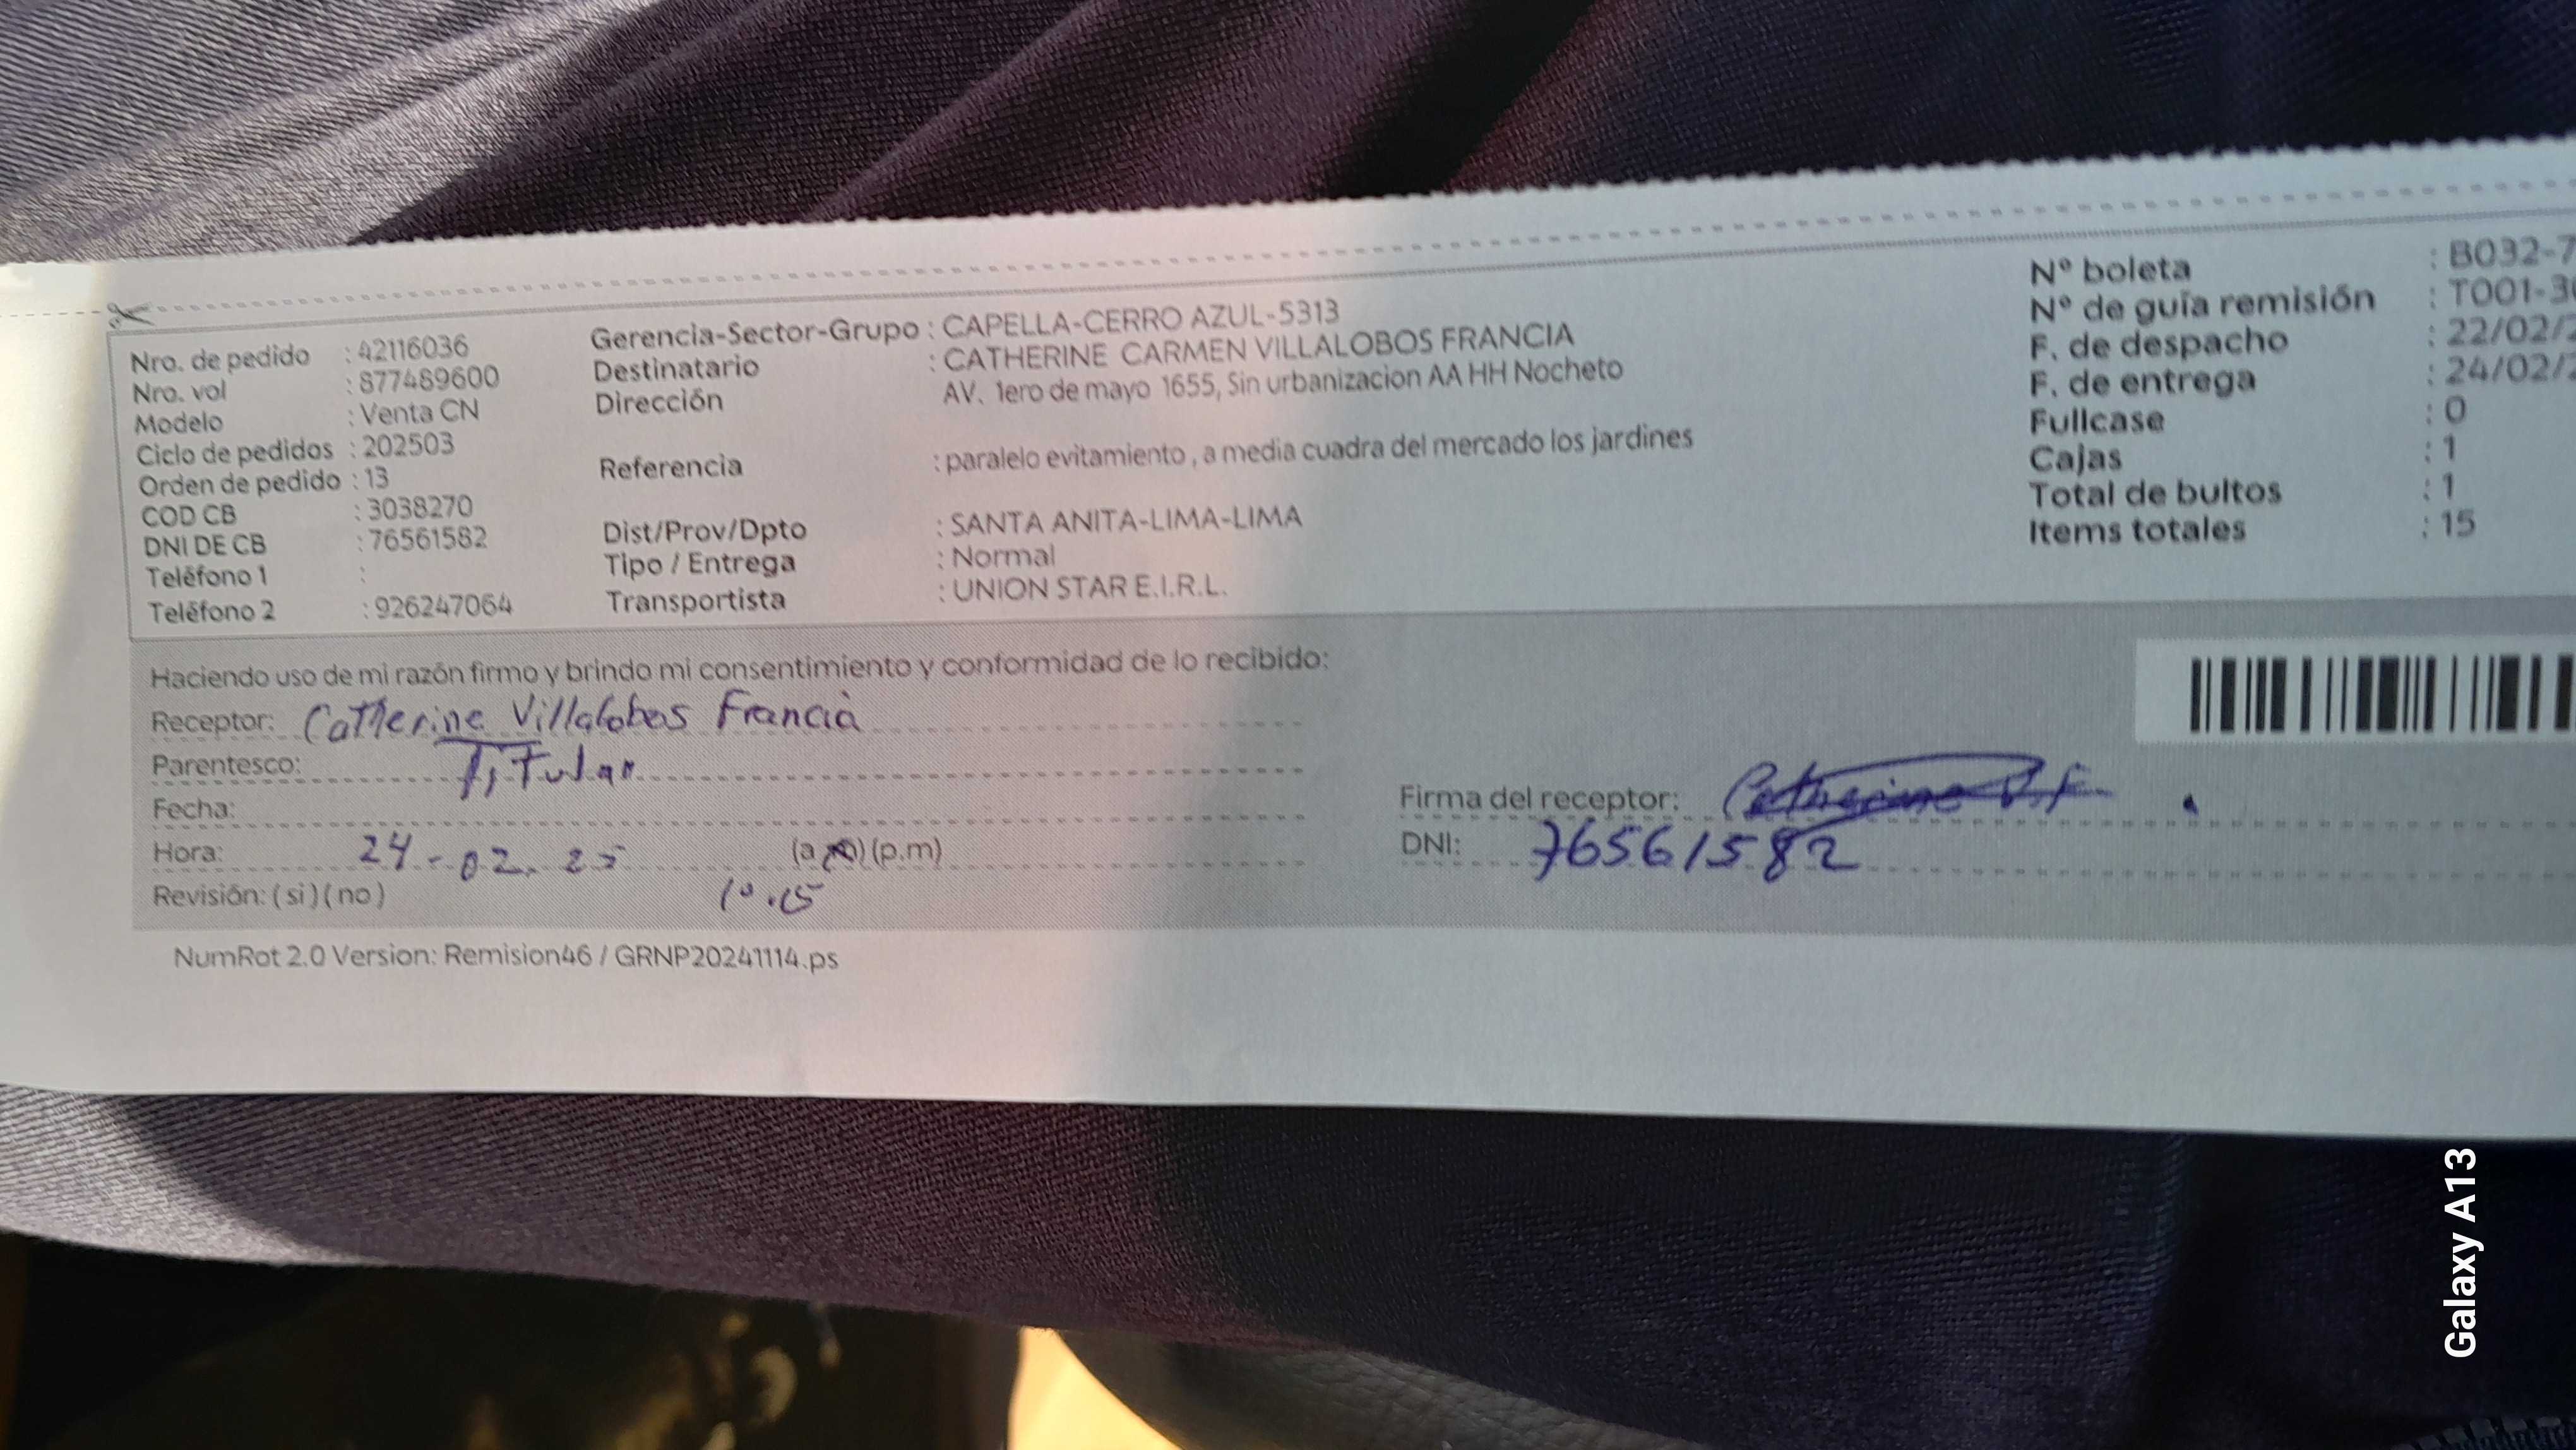 Nro. de pedido : 42116036
Nro. vol : 877489600
Modelo : Venta CN
Ciclo de pedidos : 202503
Orden de pedido : 13
COD CB : 3038270
DNI DE CB : 76561582
Teléfono 1 :
Teléfono 2 : 926247064
Gerencia-Sector-Grupo : CAPELLA-CERRO AZUL-5313
Destinatario : CATHERINE CARMEN VILLALOBOS FRANCIA
Dirección AV. 1ero de mayo 1655, Sin urbanizacion AA HH Nocheto
Referencia : paralelo evitamiento , a media cuadra del mercado los jardines
Dist/Prov/Dpto : SANTA ANITA-LIMA-LIMA
Tipo / Entrega : Normal
Transportista : UNION STAR E.I.R.L.
N° boleta : B032-7
N° de guía remisión : T001-30
F. de despacho : 22/02/2
F. de entrega : 24/02/2
Fullcase : 0
Cajas : 1
Total de bultos : 1
Items totales : 15
Haciendo uso de mi razón firmo y brindo mi consentimiento y conformidad de lo recibido:
Receptor: Catherine Villalobos Francia
Parentesco: Titular
Fecha:
Hora: 24-02.25 (a.m) (p.m)
Revisión: ( si ) ( no ) 10.15
Firma del receptor: Catherine V.F.
DNI: 76561582
NumRot 2.0 Version: Remision46 / GRNP20241114.ps
Galaxy A13